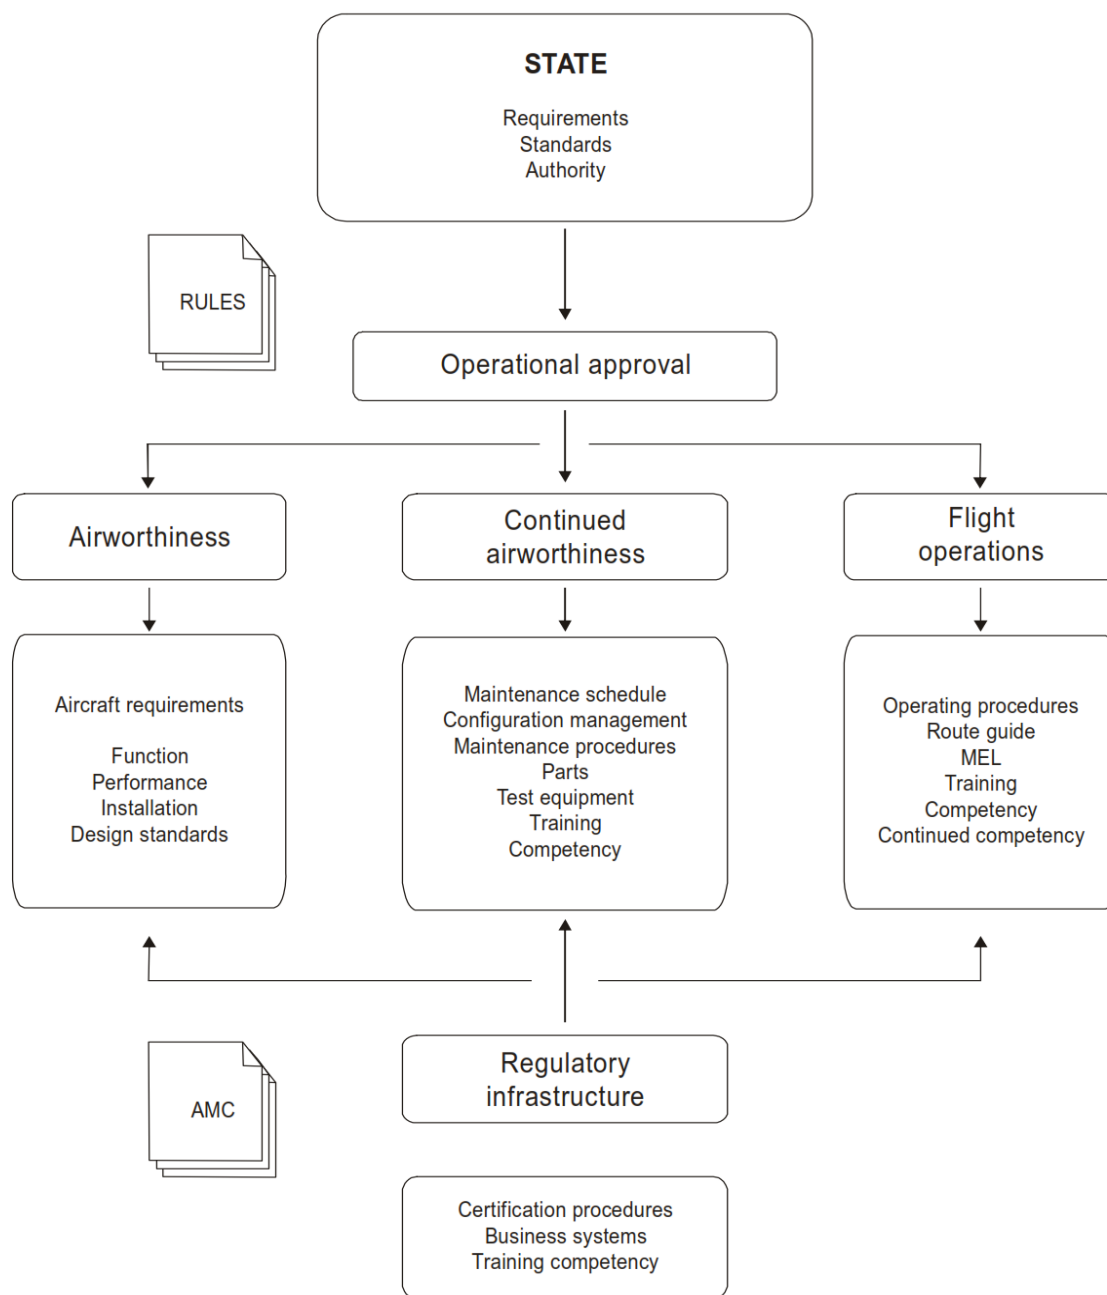 STATE
Requirements
Standards
Authority
RULES
Operational approval
Airworthiness
Continued
airworthiness
Flight
operations
Aircraft requirements
Function
Performance
Installation
Design standards
Maintenance schedule
Configuration management
Maintenance procedures
Parts
Test equipment
Training
Competency
Operating procedures
Route guide
MEL
Training
Competency
Continued competency
Regulatory
infrastructure
AMC
Certification procedures
Business systems
Training competency